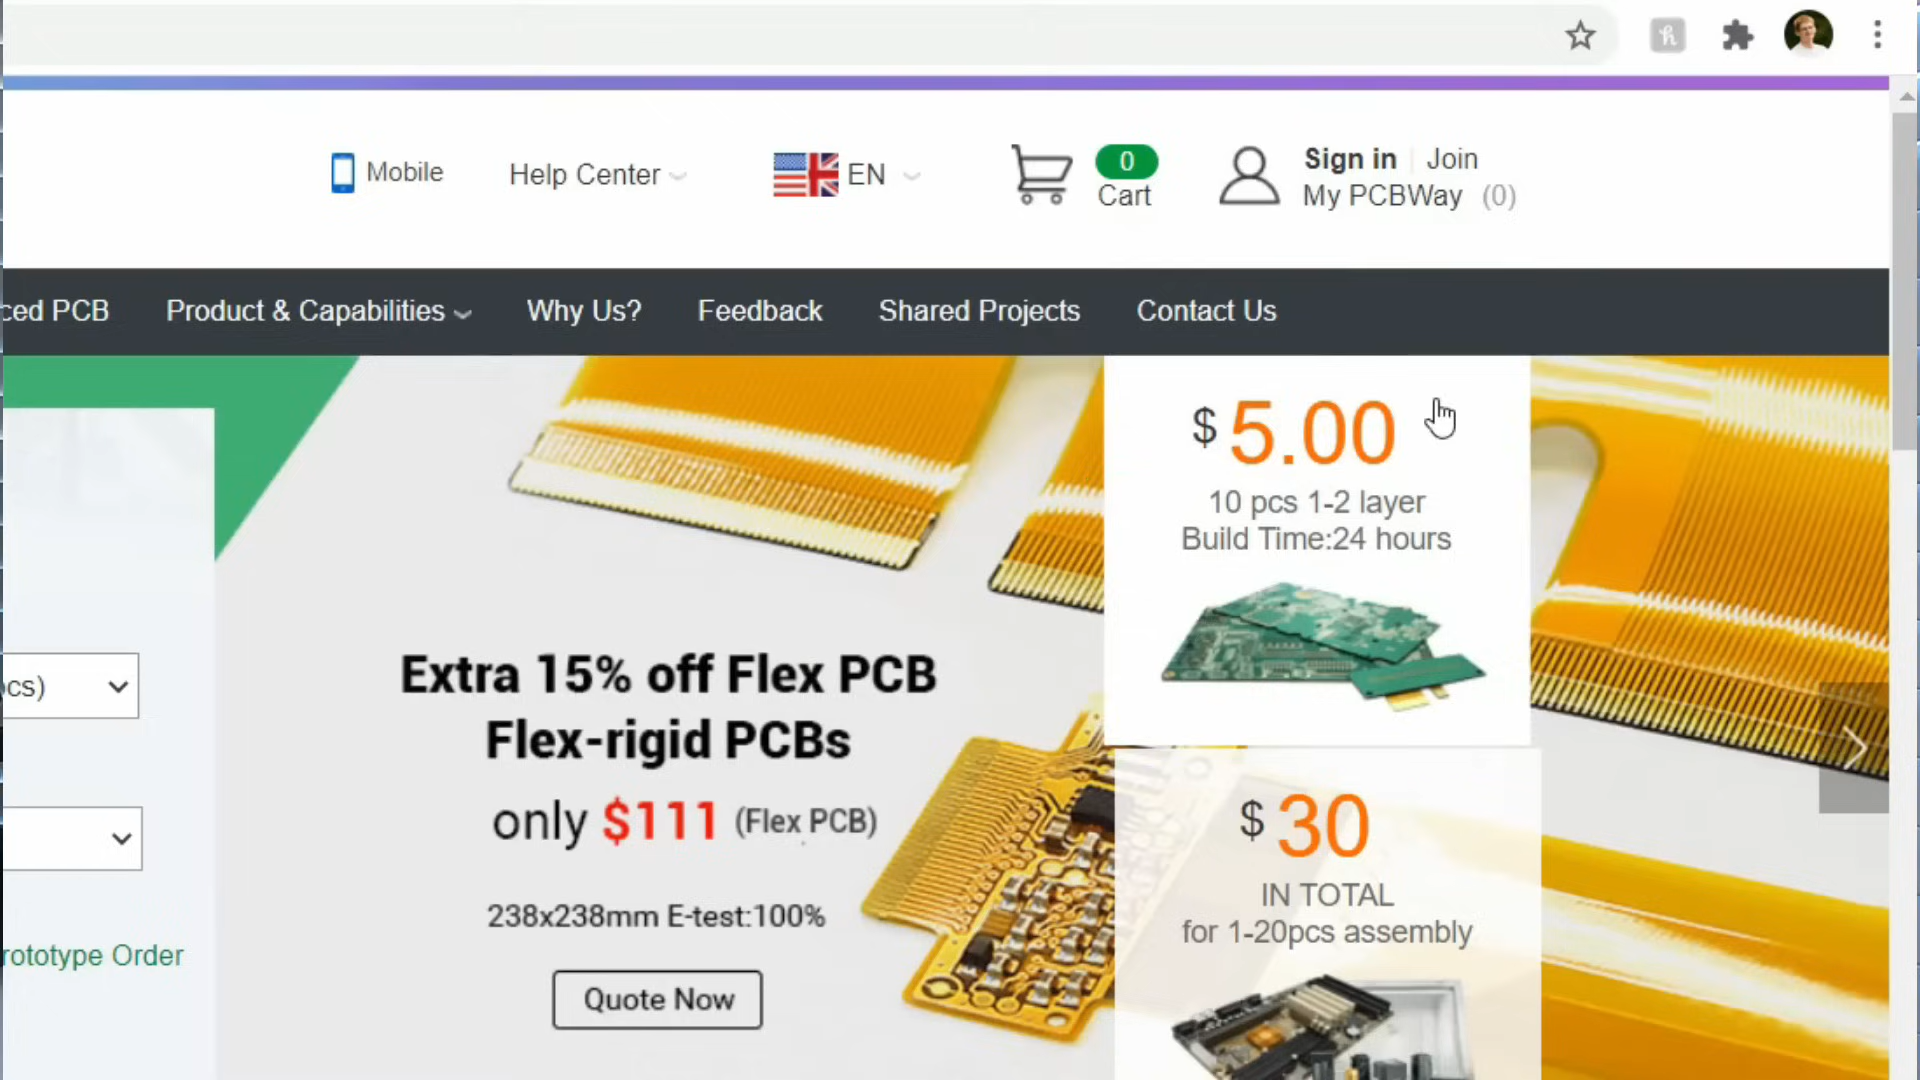 Mobile
Help Center
EN
0
Cart
Sign in
Join
My PCBWay (0)
ced PCB
Product & Capabilities
Why Us?
Feedback
Shared Projects
Contact Us
$ 5.00
10 pcs 1-2 layer
Build Time:24 hours
Extra 15% off Flex PCB
Flex-rigid PCBs
only $111 (Flex PCB)
238x238mm E-test:100%
Quote Now
cs)
rototype Order
$ 30
IN TOTAL
for 1-20pcs assembly